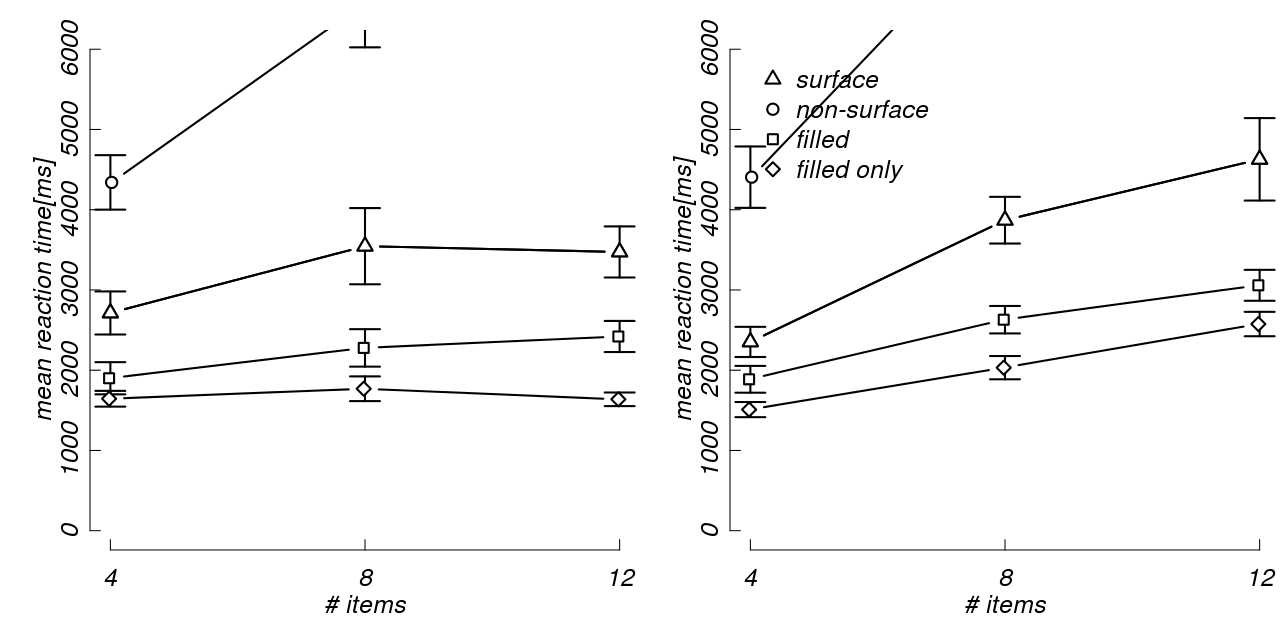 mean reaction time[ms]
6000
5000
4000
3000
2000
1000
0
4 8 12
# items
mean reaction time[ms]
6000
5000
4000
3000
2000
1000
0
surface
non-surface
filled
filled only
4 8 12
# items